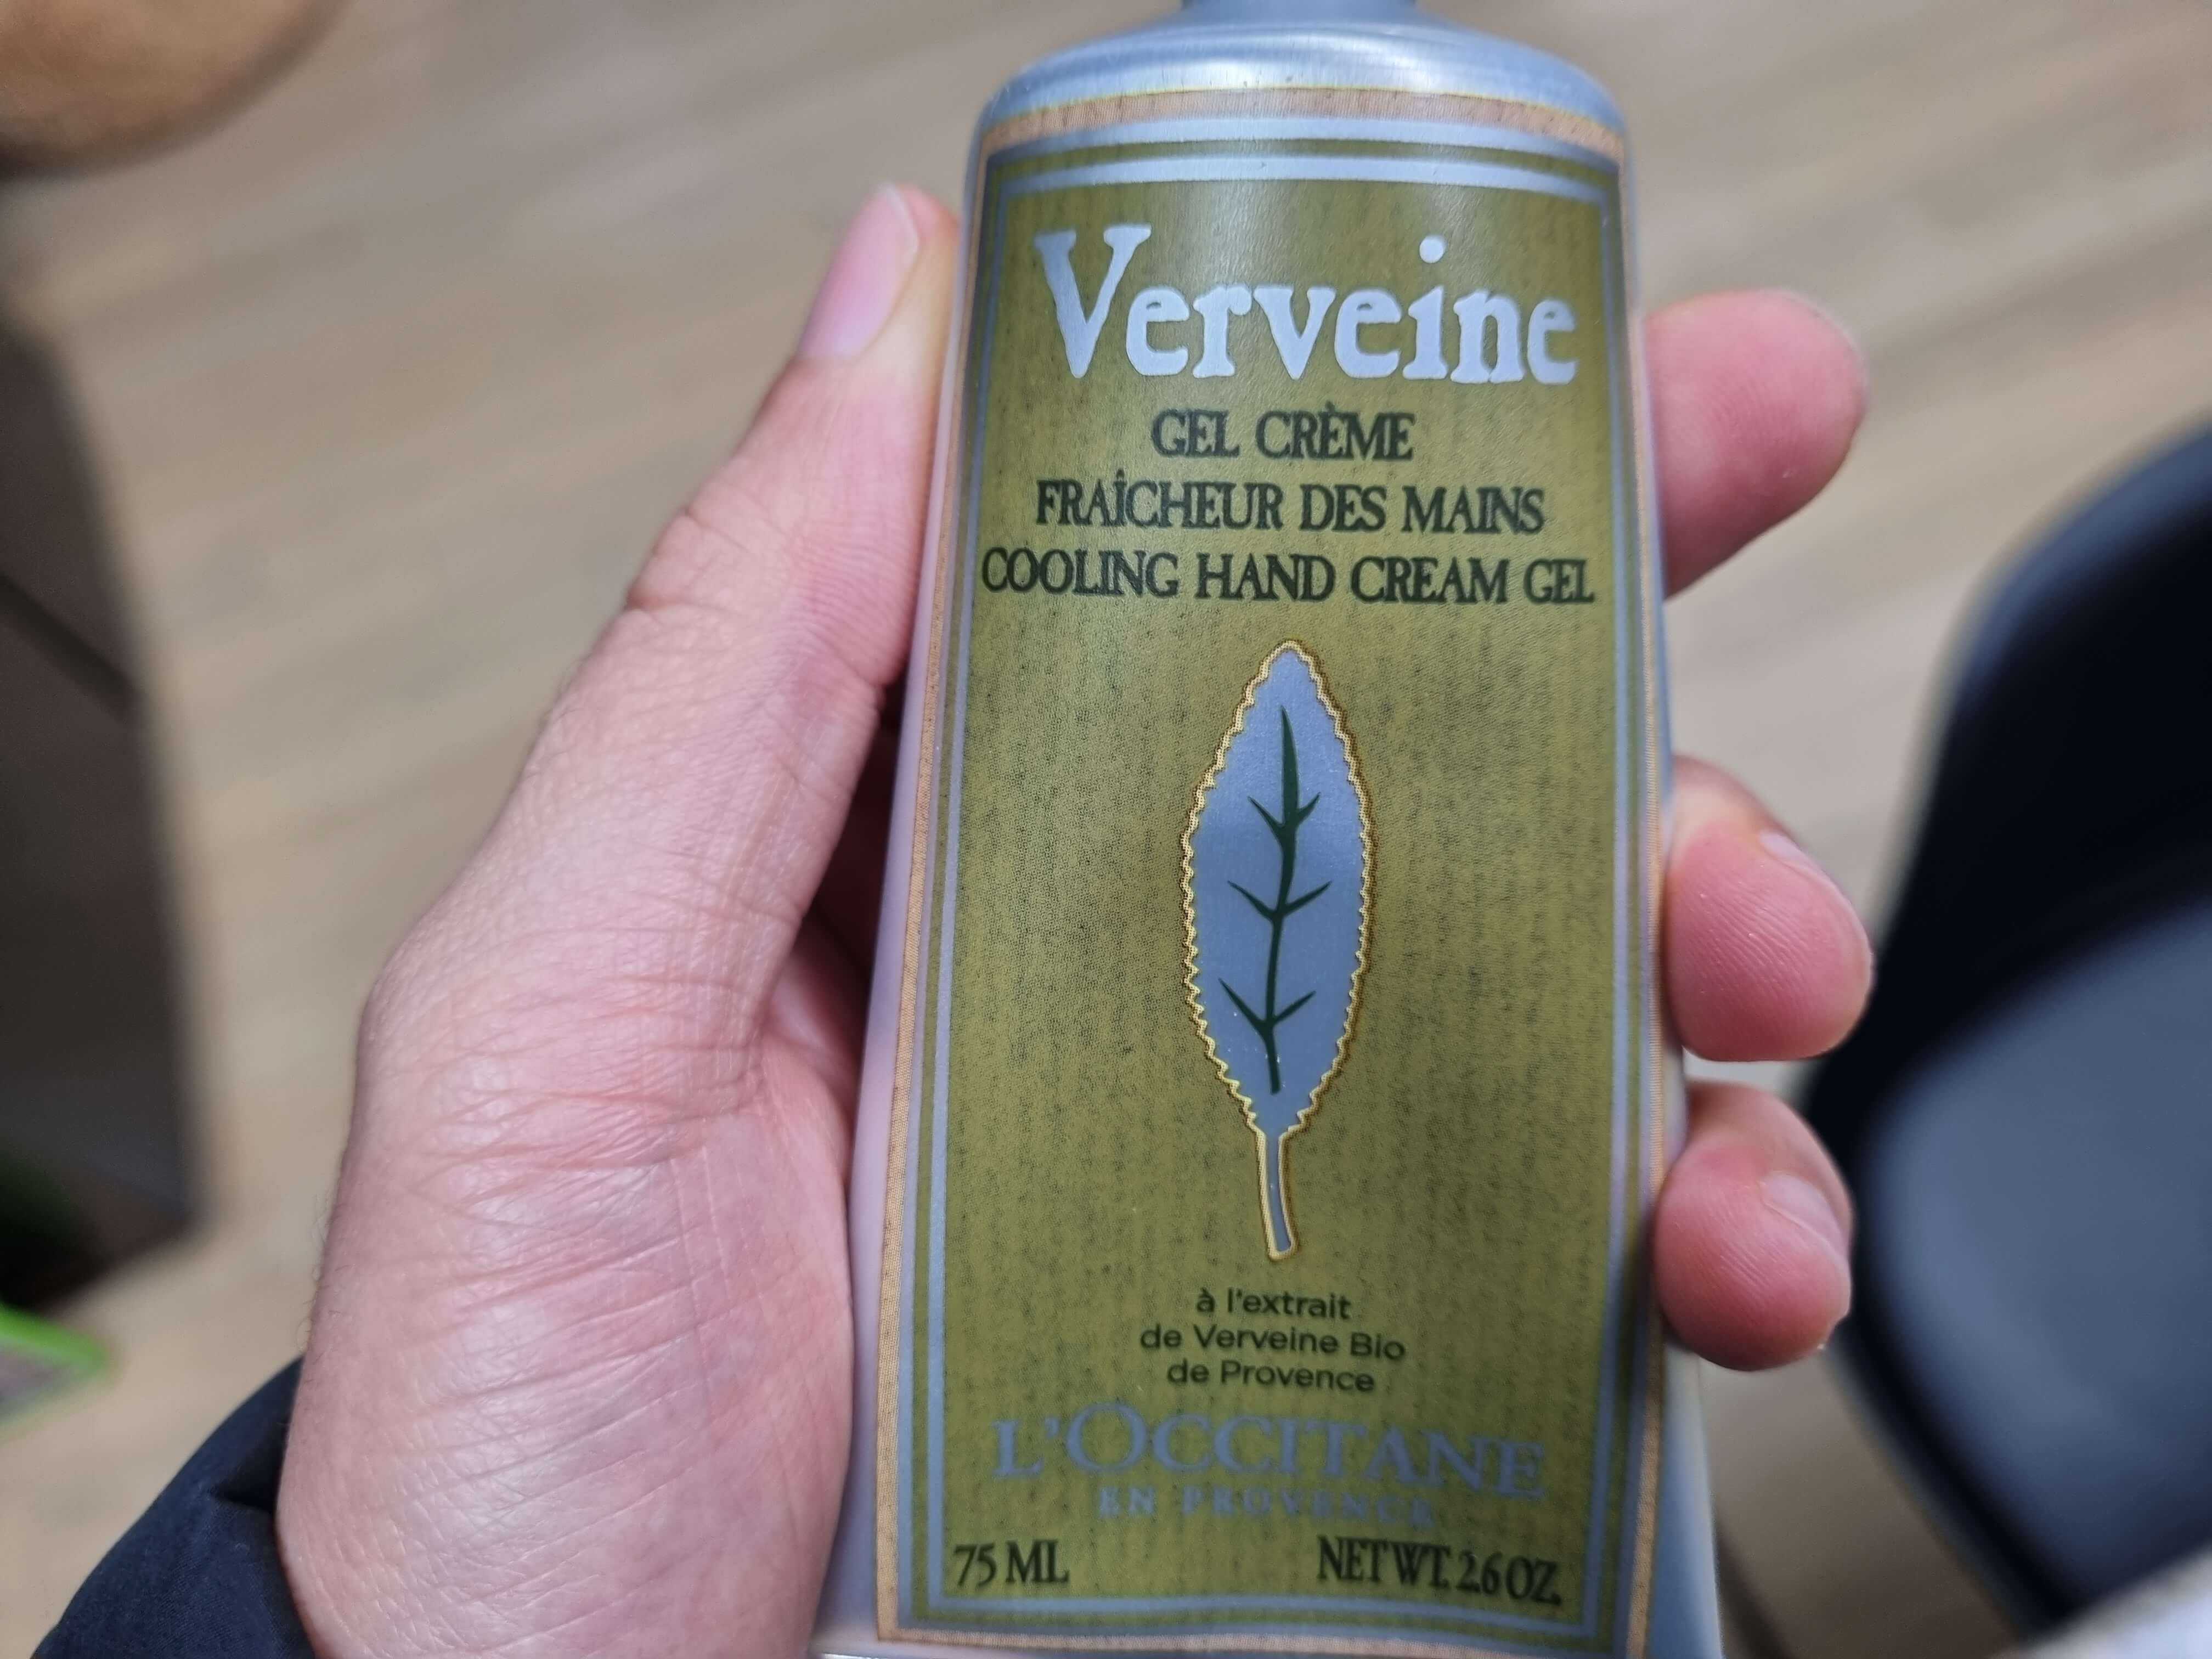 Verveine
GEL CRÈME
FRAÎCHEUR DES MAINS
COOLING HAND CREAM GEL
à l'extrait
de Verveine Bio
de Provence
L'OCCITANE
EN PROVENCE
75 ML NET WT. 2.6 OZ.